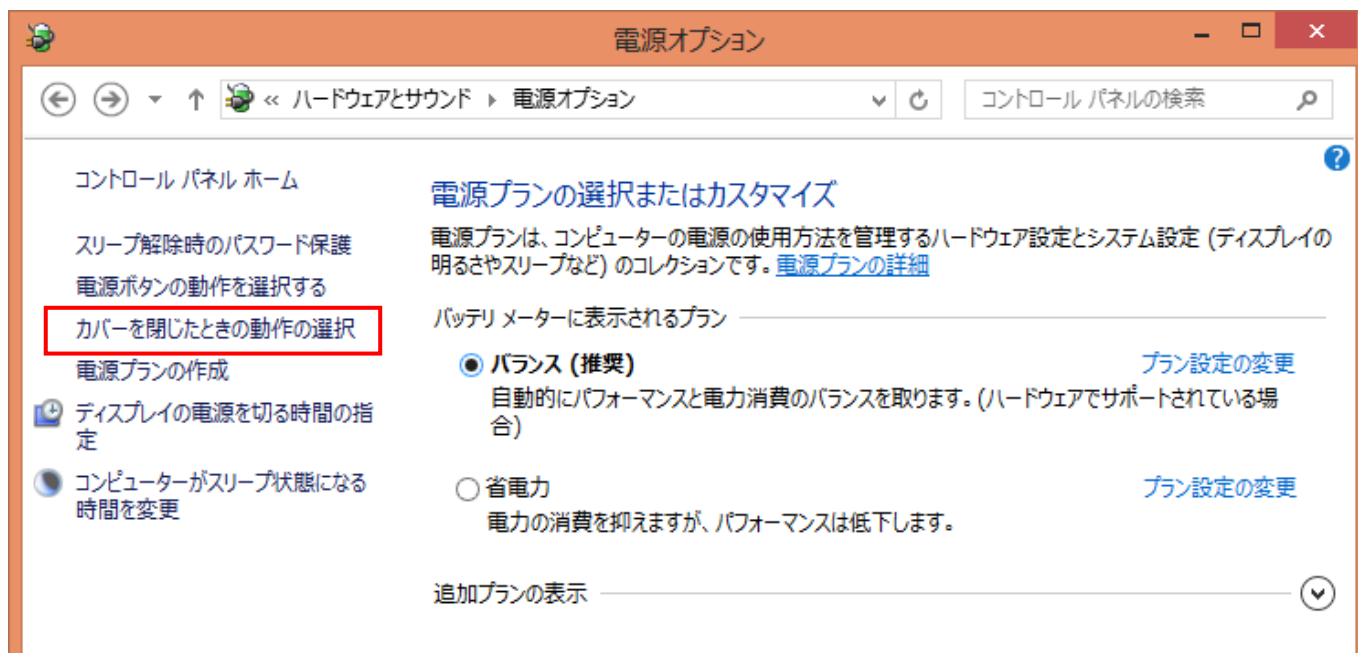 電源オプション
« ハードウェアとサウンド ▸ 電源オプション
コントロール パネルの検索
コントロール パネル ホーム
スリープ解除時のパスワード保護
電源ボタンの動作を選択する
カバーを閉じたときの動作の選択
電源プランの作成
ディスプレイの電源を切る時間の指
定
コンピューターがスリープ状態になる
時間を変更
電源プランの選択またはカスタマイズ
電源プランは、コンピューターの電源の使用方法を管理するハードウェア設定とシステム設定 (ディスプレイの
明るさやスリープなど) のコレクションです。電源プランの詳細
バッテリ メーターに表示されるプラン
バランス (推奨)
プラン設定の変更
自動的にパフォーマンスと電力消費のバランスを取ります。(ハードウェアでサポートされている場
合)
省電力
プラン設定の変更
電力の消費を抑えますが、パフォーマンスは低下します。
追加プランの表示